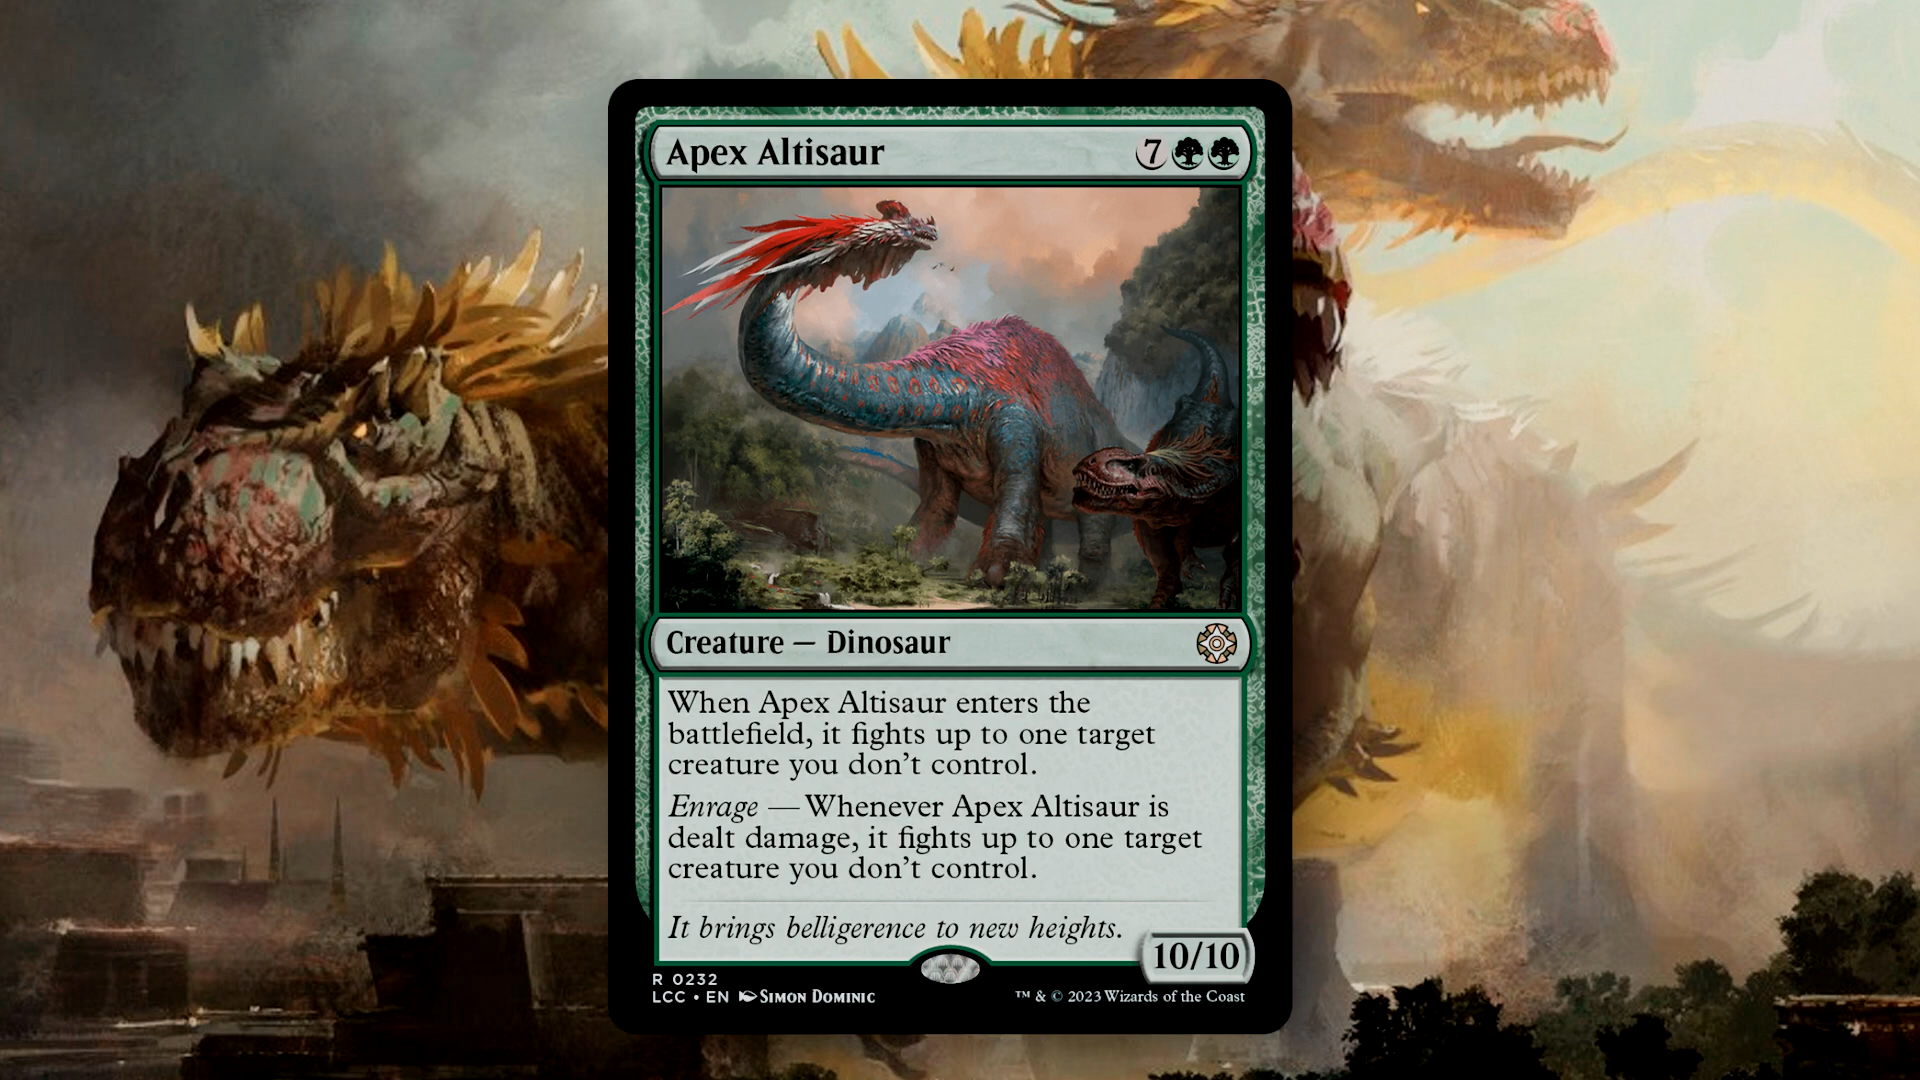 Apex Altisaur 7
Creature — Dinosaur
When Apex Altisaur enters the
battlefield, it fights up to one target
creature you don't control.
Enrage — Whenever Apex Altisaur is
dealt damage, it fights up to one target
creature you don't control.
It brings belligerence to new heights.
10/10
R 0232
LCC • EN Simon Dominic
™ & © 2023 Wizards of the Coast